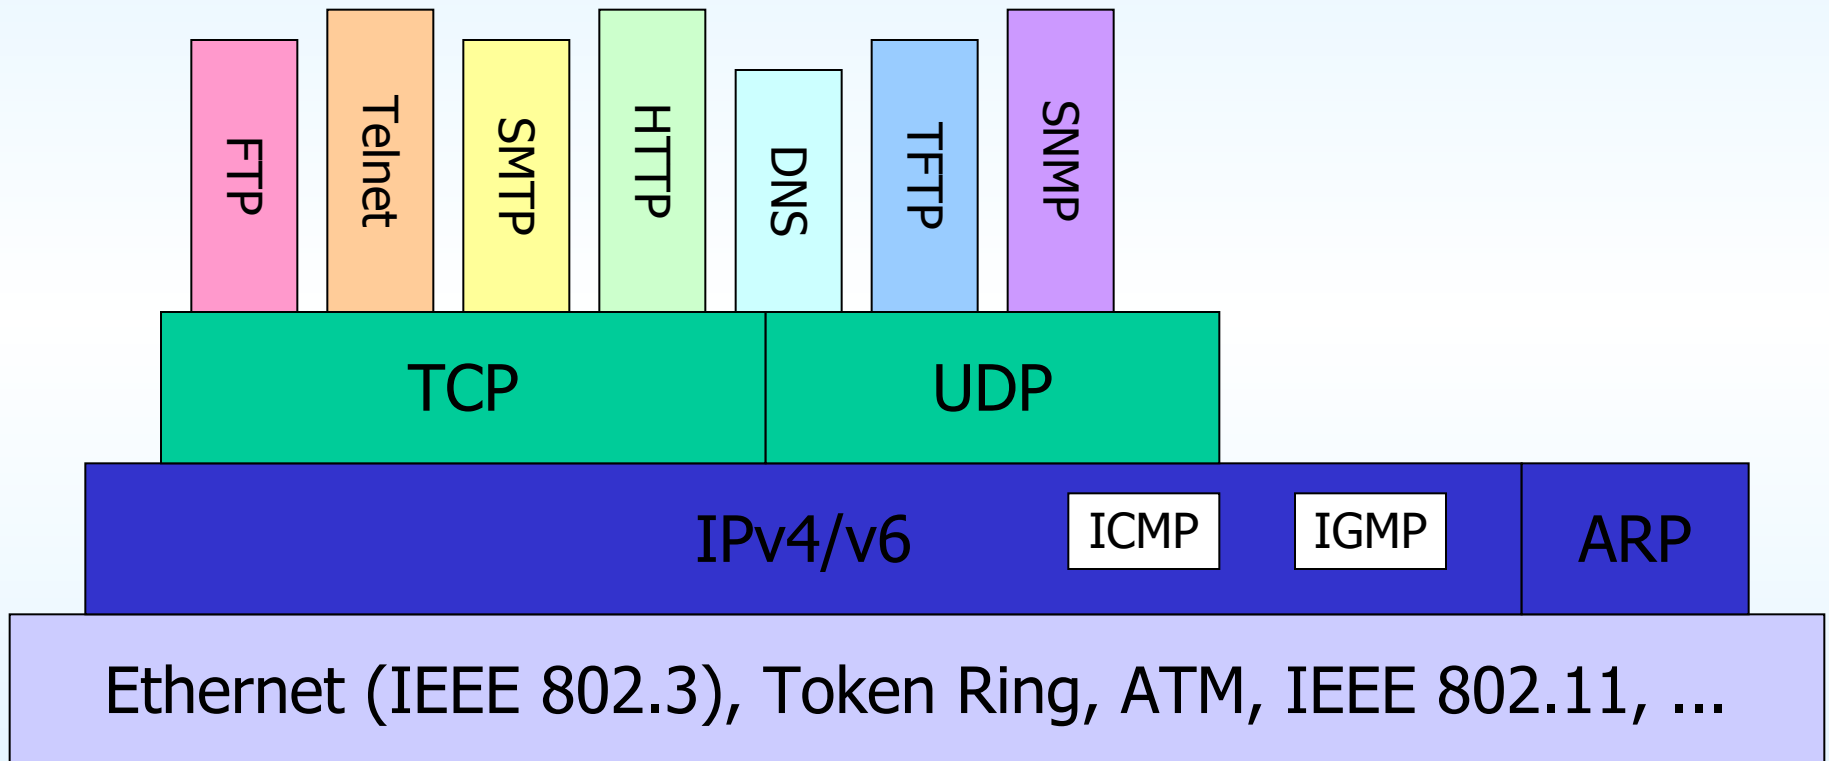 FTP
Telnet
SMTP
HTTP
DNS
TFTP
SNMP
TCP
UDP
IPv4/v6
ICMP
IGMP
ARP
Ethernet (IEEE 802.3), Token Ring, ATM, IEEE 802.11, ...